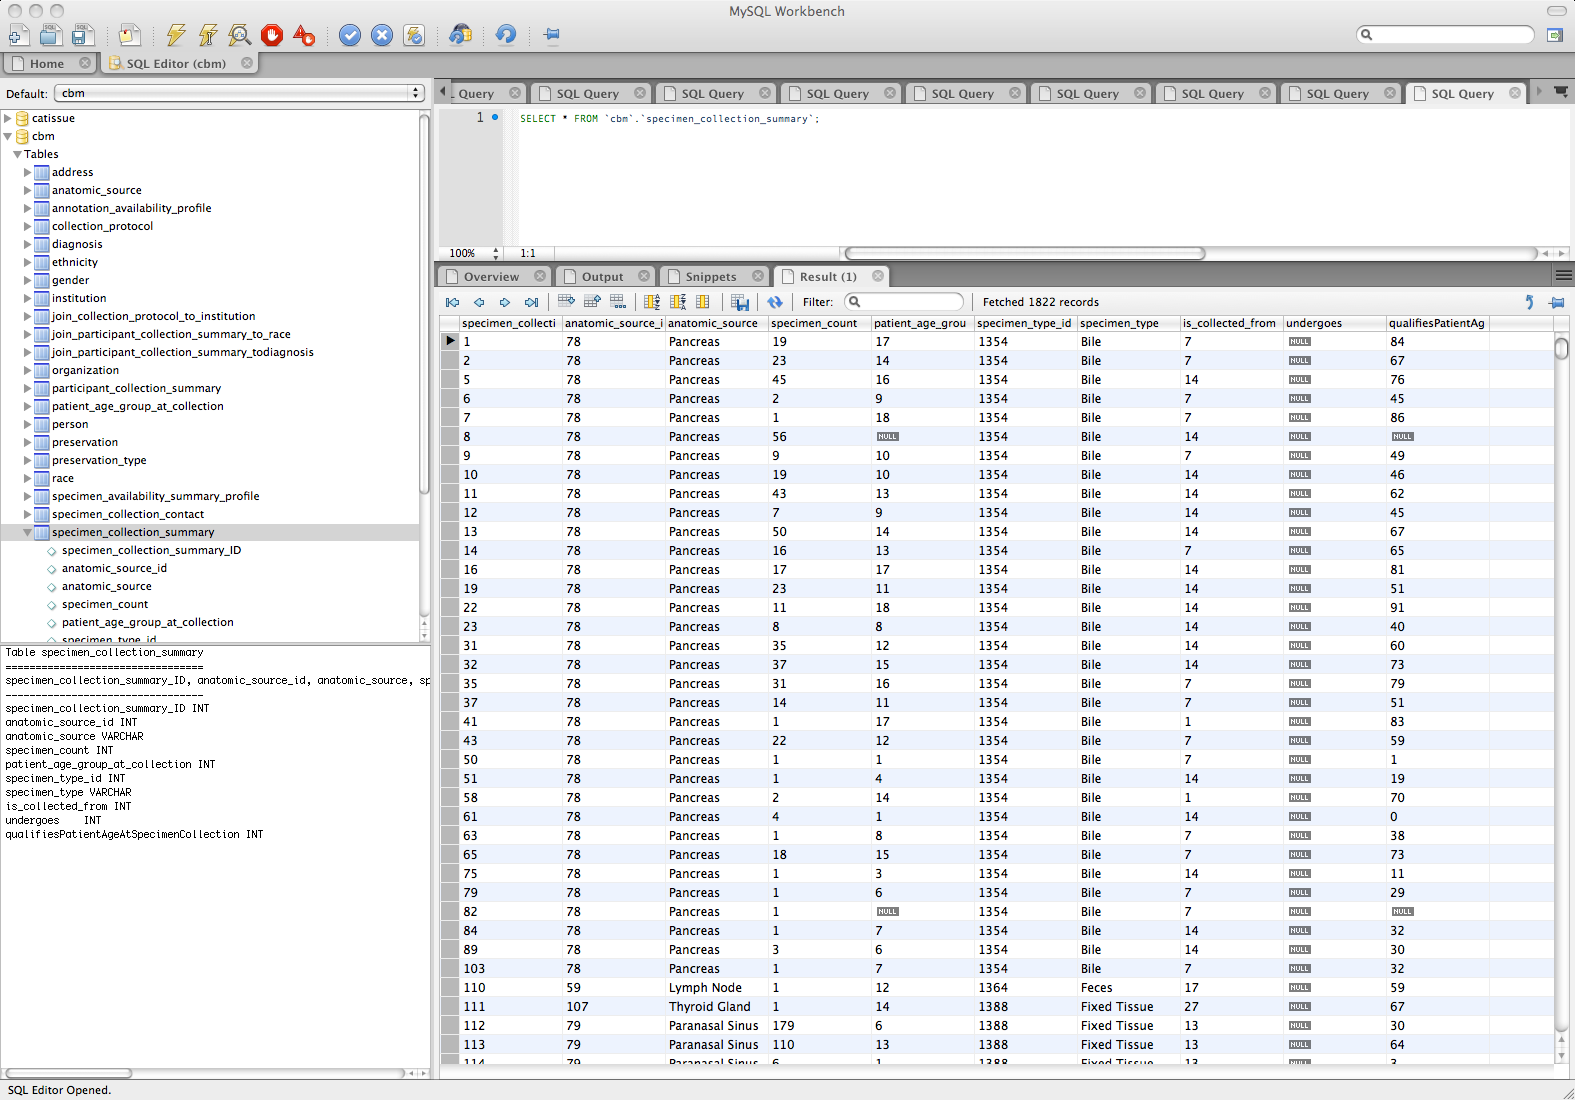 MySQL Workbench
Home
SQL Editor (cbm)
Default: cbm
catissue
cbm
Tables
address
anatomic_source
annotation_availability_profile
collection_protocol
diagnosis
ethnicity
gender
institution
join_collection_protocol_to_institution
join_participant_collection_summary_to_race
join_participant_collection_summary_todiagnosis
organization
participant_collection_summary
patient_age_group_at_collection
person
preservation
preservation_type
race
specimen_availability_summary_profile
specimen_collection_contact
specimen_collection_summary
specimen_collection_summary_ID
anatomic_source_id
anatomic_source
specimen_count
patient_age_group_at_collection
specimen_type_id
Table specimen_collection_summary
=================================
specimen_collection_summary_ID, anatomic_source_id, anatomic_source, sp
---------------------------------
specimen_collection_summary_ID INT
anatomic_source_id INT
anatomic_source VARCHAR
specimen_count INT
patient_age_group_at_collection INT
specimen_type_id INT
specimen_type VARCHAR
is_collected_from INT
undergoes    INT
qualifiesPatientAgeAtSpecimenCollection INT
SQL Editor Opened.
Query SQL Query SQL Query SQL Query SQL Query SQL Query SQL Query SQL Query SQL Query
1 SELECT * FROM `cbm`.`specimen_collection_summary`;
100% 1:1
Overview Output Snippets Result (1)
Filter: Fetched 1822 records
specimen_collecti anatomic_source_i anatomic_source specimen_count patient_age_grou specimen_type_id specimen_type is_collected_from undergoes qualifiesPatientAg
1 78 Pancreas 19 17 1354 Bile 7 NULL 84
2 78 Pancreas 23 14 1354 Bile 7 NULL 67
5 78 Pancreas 45 16 1354 Bile 14 NULL 76
6 78 Pancreas 2 9 1354 Bile 7 NULL 45
7 78 Pancreas 1 18 1354 Bile 7 NULL 86
8 78 Pancreas 56 NULL 1354 Bile 14 NULL NULL
9 78 Pancreas 9 10 1354 Bile 7 NULL 49
10 78 Pancreas 19 10 1354 Bile 14 NULL 46
11 78 Pancreas 43 13 1354 Bile 14 NULL 62
12 78 Pancreas 7 9 1354 Bile 14 NULL 45
13 78 Pancreas 50 14 1354 Bile 14 NULL 67
14 78 Pancreas 16 13 1354 Bile 7 NULL 65
16 78 Pancreas 17 17 1354 Bile 14 NULL 81
19 78 Pancreas 23 11 1354 Bile 14 NULL 51
22 78 Pancreas 11 18 1354 Bile 14 NULL 91
23 78 Pancreas 8 8 1354 Bile 14 NULL 40
31 78 Pancreas 35 12 1354 Bile 14 NULL 60
32 78 Pancreas 37 15 1354 Bile 14 NULL 73
35 78 Pancreas 31 16 1354 Bile 7 NULL 79
37 78 Pancreas 14 11 1354 Bile 7 NULL 51
41 78 Pancreas 1 17 1354 Bile 1 NULL 83
43 78 Pancreas 22 12 1354 Bile 7 NULL 59
50 78 Pancreas 1 1 1354 Bile 7 NULL 1
51 78 Pancreas 1 4 1354 Bile 14 NULL 19
58 78 Pancreas 2 14 1354 Bile 1 NULL 70
61 78 Pancreas 4 1 1354 Bile 14 NULL 0
63 78 Pancreas 1 8 1354 Bile 7 NULL 38
65 78 Pancreas 18 15 1354 Bile 7 NULL 73
75 78 Pancreas 1 3 1354 Bile 14 NULL 11
79 78 Pancreas 1 6 1354 Bile 7 NULL 29
82 78 Pancreas 1 NULL 1354 Bile 7 NULL NULL
84 78 Pancreas 1 7 1354 Bile 14 NULL 32
89 78 Pancreas 3 6 1354 Bile 14 NULL 30
103 78 Pancreas 1 7 1354 Bile 7 NULL 32
110 59 Lymph Node 1 12 1364 Feces 17 NULL 59
111 107 Thyroid Gland 1 14 1388 Fixed Tissue 27 NULL 67
112 79 Paranasal Sinus 179 6 1388 Fixed Tissue 13 NULL 30
113 79 Paranasal Sinus 110 13 1388 Fixed Tissue 13 NULL 64
114 79 Paranasal Sinus 6 1 1388 Fixed Tissue 13 NULL 3